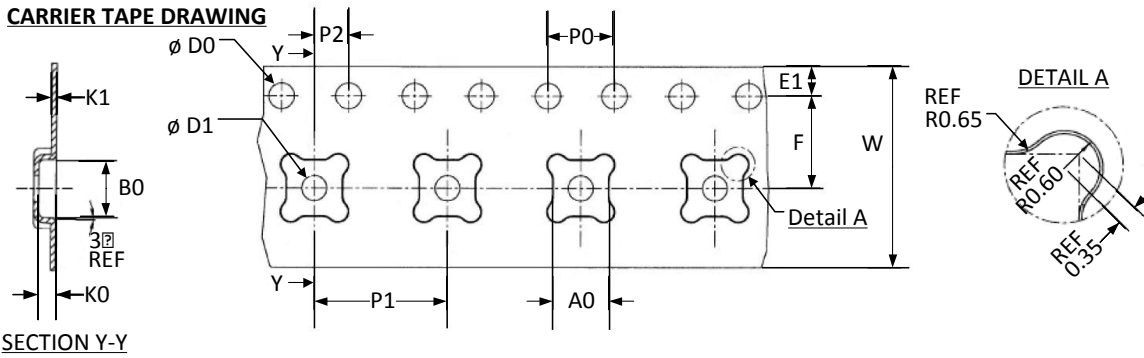 CARRIER TAPE DRAWING
P2
P0
Y
ø D0
E1
DETAIL A
K1
REF
R0.65
ø D1
F
W
B0
REF
R0.60
Detail A
3⍰
REF
REF
0.35
K0
Y
P1
A0
SECTION Y-Y